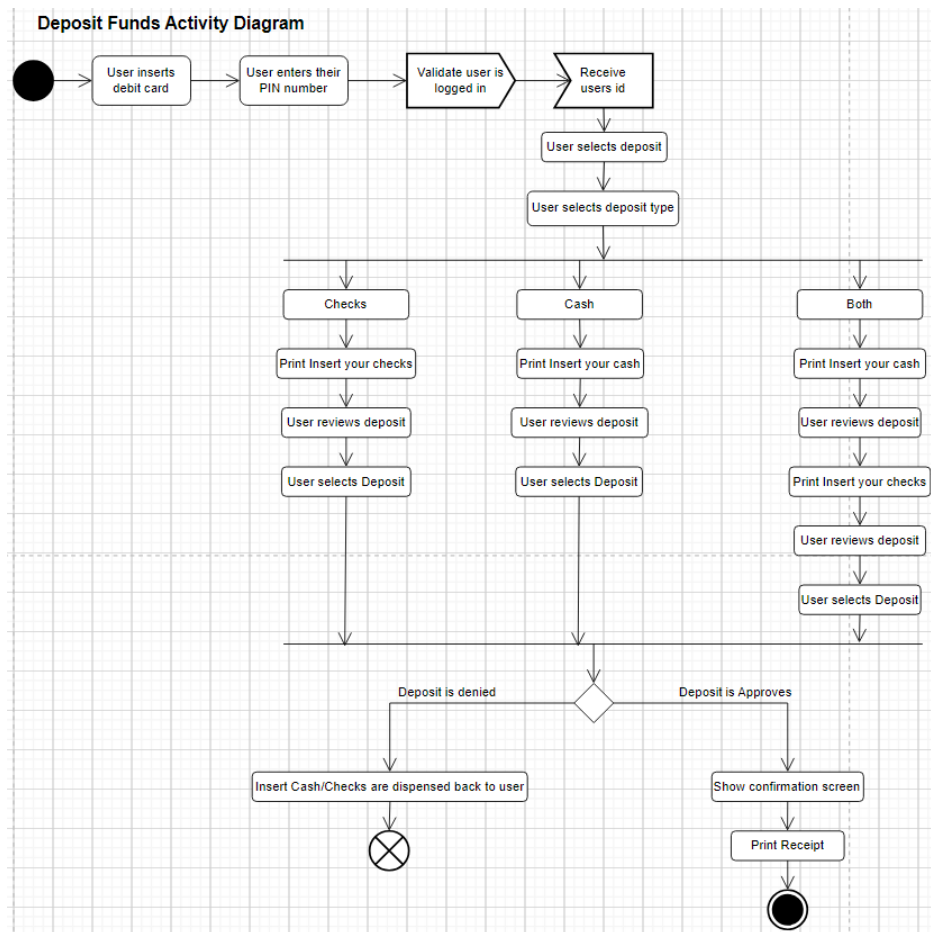 Deposit Funds Activity Diagram
User inserts
debit card
User enters their
PIN number
Validate user is
logged in
Receive
users id
User selects deposit
User selects deposit type
Checks
Print Insert your checks
User reviews deposit
User selects Deposit
Cash
Print Insert your cash
User reviews deposit
User selects Deposit
Both
Print Insert your cash
User reviews deposit
Print Insert your checks
User reviews deposit
User selects Deposit
Deposit is denied
Deposit is Approves
Insert Cash/Checks are dispensed back to user
Show confirmation screen
Print Receipt